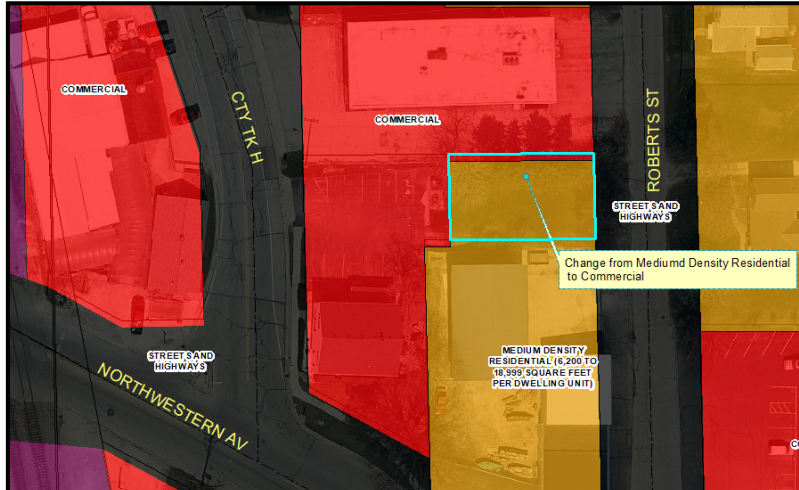 COMMERCIAL
CTY TK H
COMMERCIAL
ROBERTS ST
STREETS AND
HIGHWAYS
Change from Mediumd Density Residential
to Commercial
STREETS AND
HIGHWAYS
MEDIUM DENSITY
RESIDENTIAL (6,200 TO
18,999 SQUARE FEET
PER DWELLING UNIT)
NORTHWESTERN AV